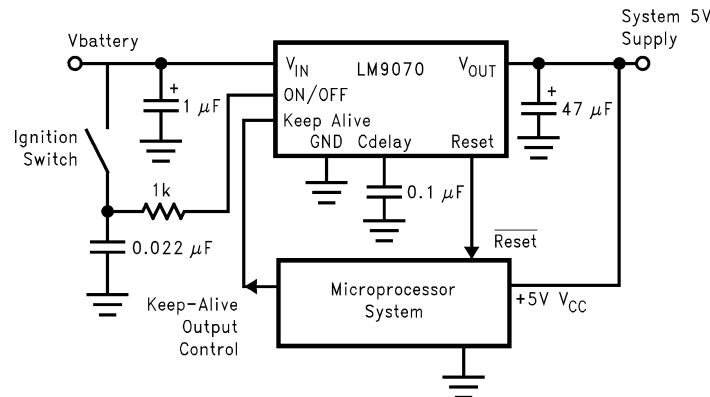 System 5V
Supply
Vbattery
VIN
LM9070
VOUT
ON/OFF
Keep Alive
GND
Cdelay
Reset
+
1 μF
+
47 μF
Ignition
Switch
1k
0.1 μF
0.022 μF
Reset
Microprocessor
System
+5V VCC
Keep-Alive
Output
Control